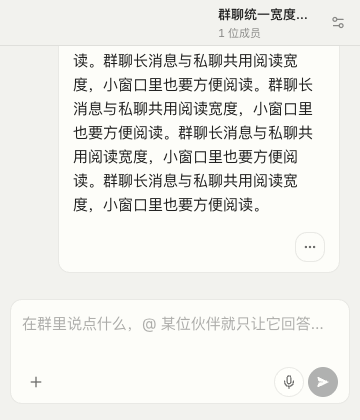 群聊统一宽度...
1 位成员
读。群聊长消息与私聊共用阅读宽
度，小窗口里也要方便阅读。群聊长
消息与私聊共用阅读宽度，小窗口里
也要方便阅读。群聊长消息与私聊共
用阅读宽度，小窗口里也要方便阅
读。群聊长消息与私聊共用阅读宽
度，小窗口里也要方便阅读。
在群里说点什么，@ 某位伙伴就只让它回答...